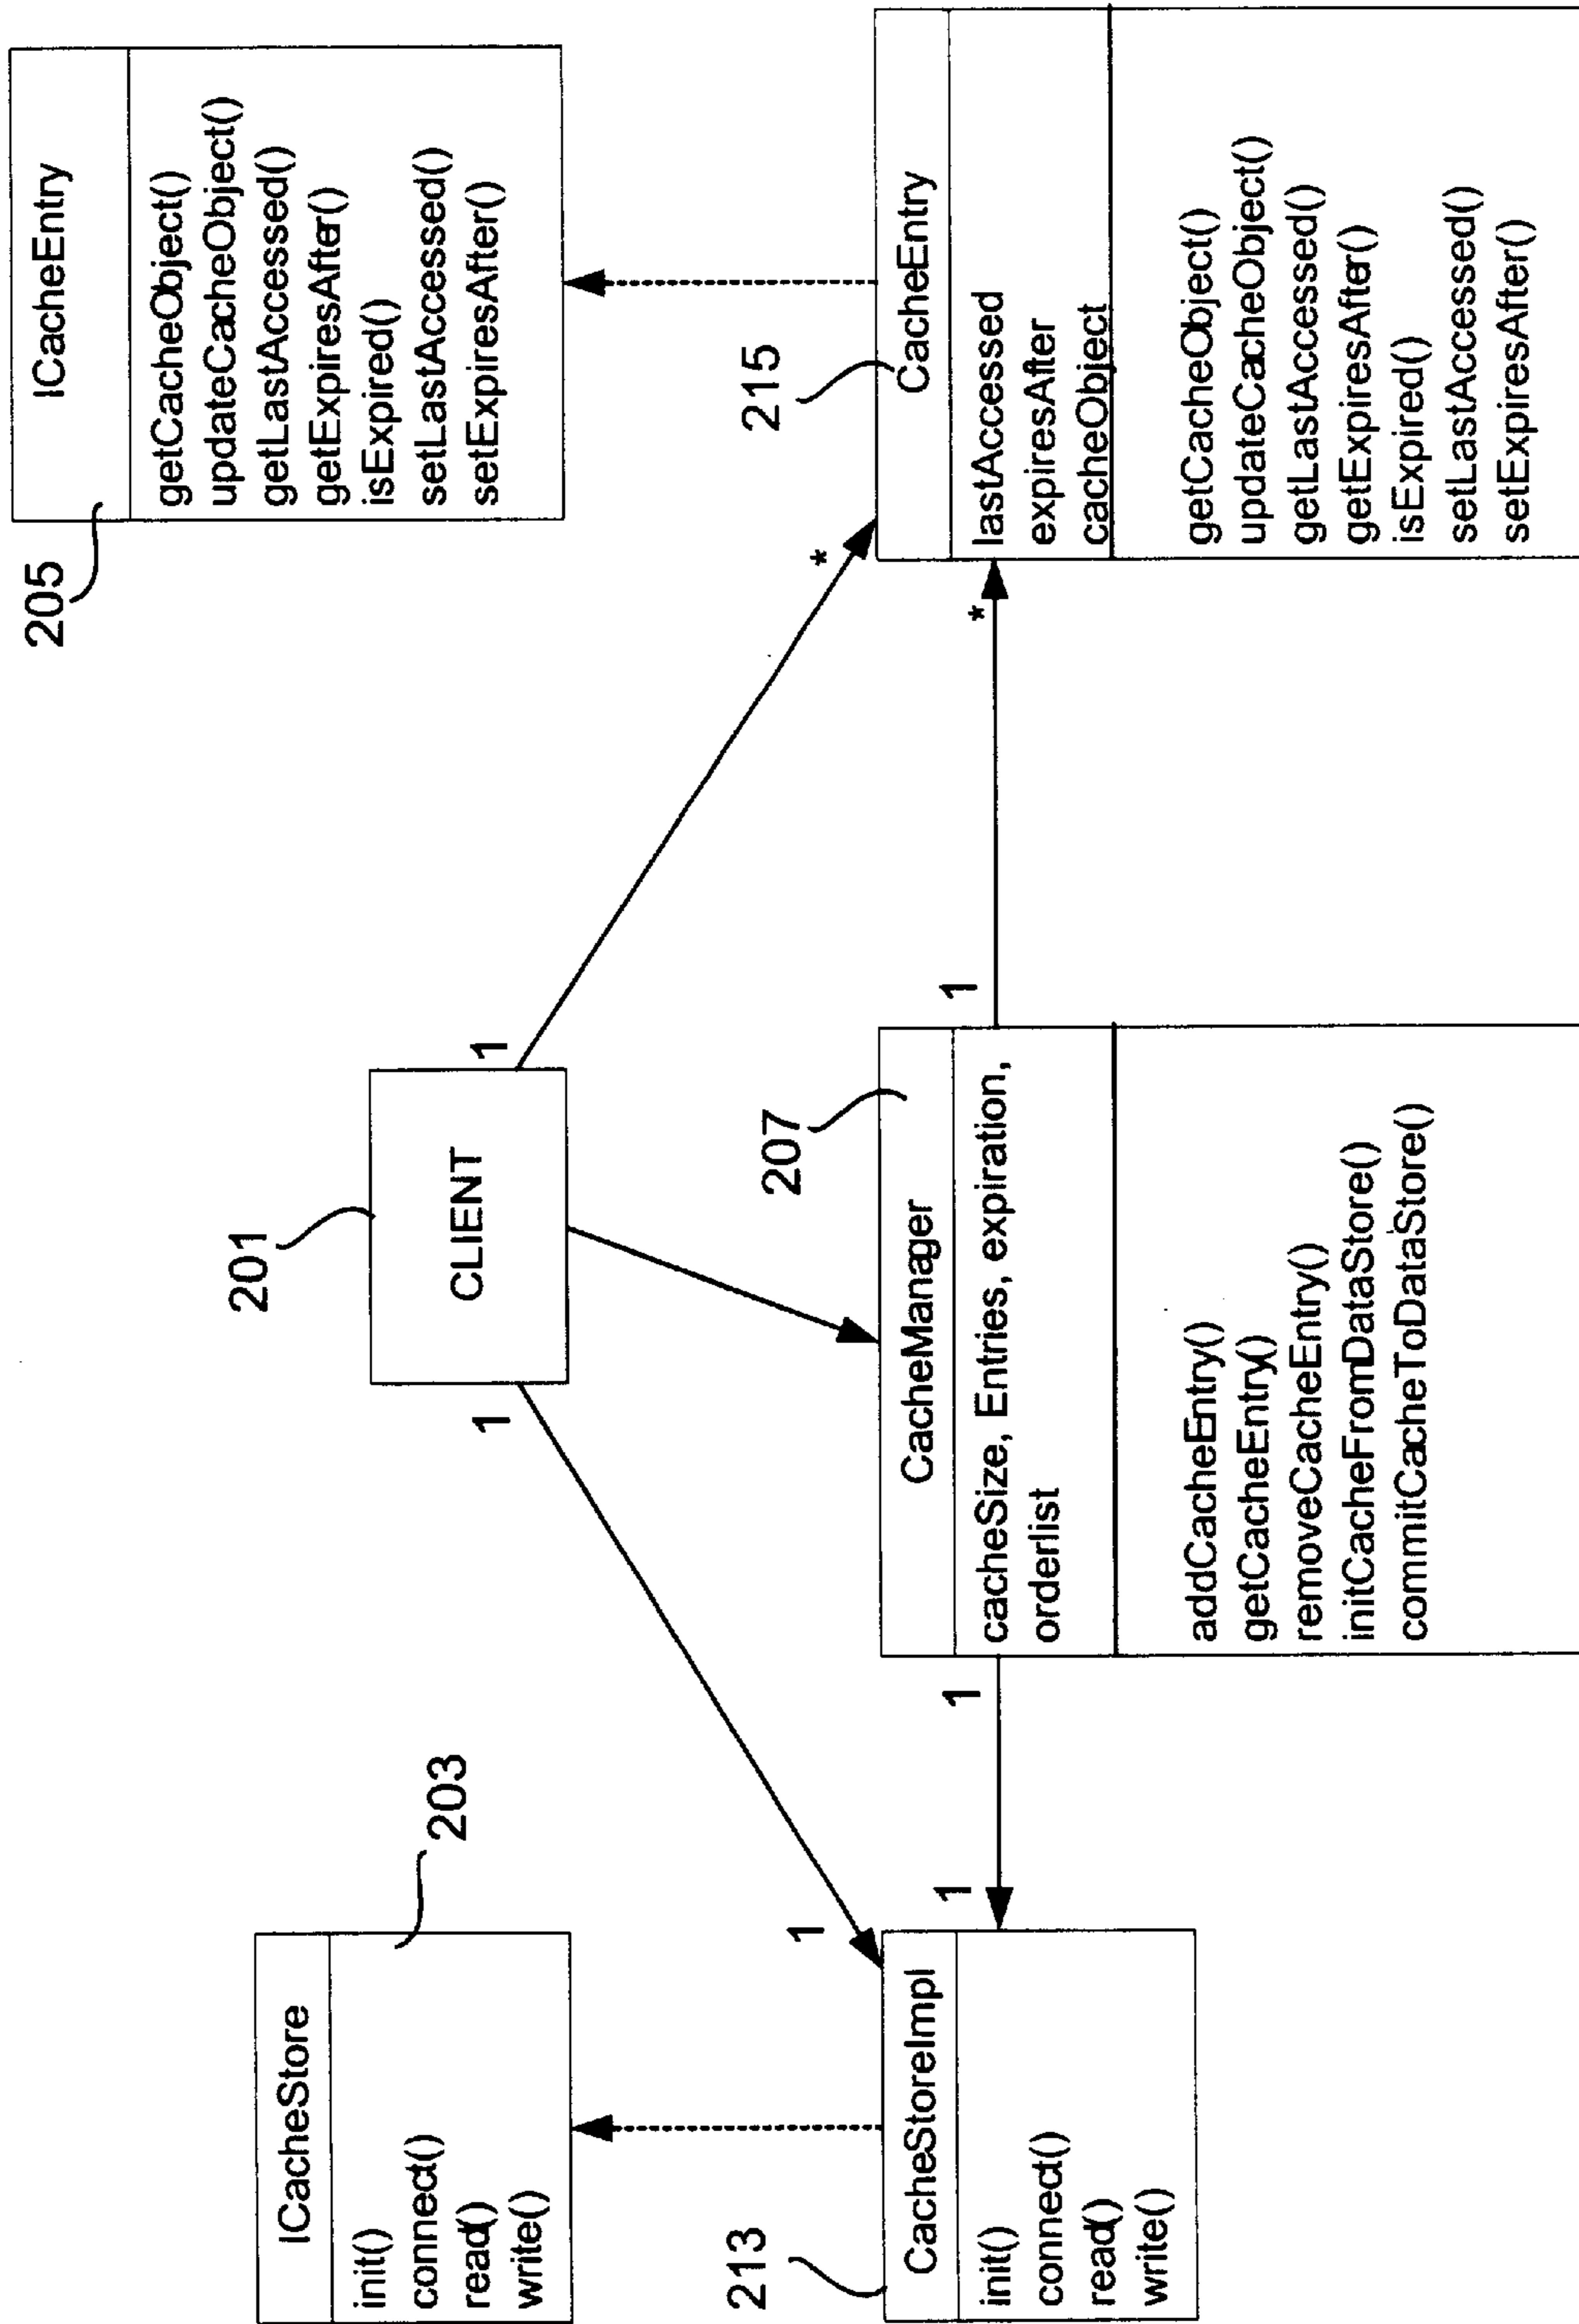 201
CLIENT
1
1
203
ICacheStore
init()
connect()
read()
write()
205
ICacheEntry
getCacheObject()
updateCacheObject()
getLastAccessed()
getExpiresAfter()
isExpired()
setLastAccessed()
setExpiresAfter()
213
1
1
CacheStoreImpl
init()
connect()
read()
write()
207
1
1
CacheManager
cacheSize, Entries, expiration,
orderlist
addCacheEntry()
getCacheEntry()
removeCacheEntry()
initCacheFromDataStore()
commitCacheToDataStore()
215
*
*
CacheEntry
lastAccessed
expiresAfter
cacheObject
getCacheObject()
updateCacheObject()
getLastAccessed()
getExpiresAfter()
isExpired()
setLastAccessed()
setExpiresAfter()